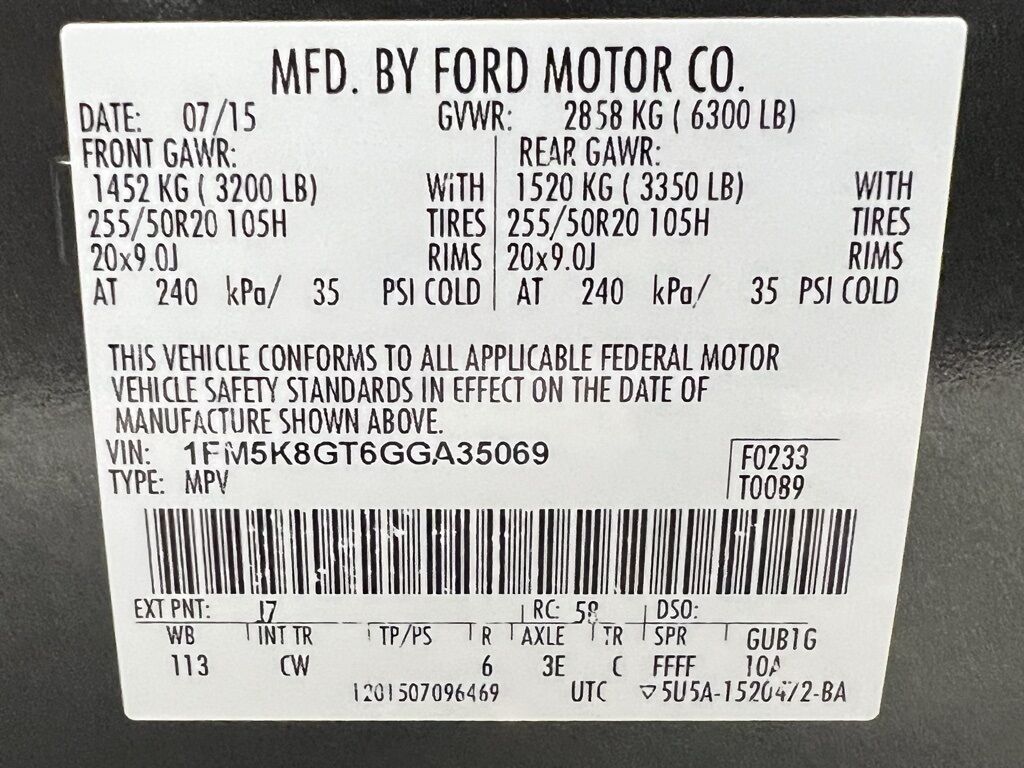 MFD. BY FORD MOTOR CO.
DATE: 07/15 GVWR: 2858 KG ( 6300 LB)
FRONT GAWR: REAR GAWR:
1452 KG ( 3200 LB) WITH 1520 KG ( 3350 LB) WITH
255/50R20 105H TIRES 255/50R20 105H TIRES
20x9.0J RIMS 20x9.0J RIMS
AT 240 kPa/ 35 PSI COLD AT 240 kPa/ 35 PSI COLD
THIS VEHICLE CONFORMS TO ALL APPLICABLE FEDERAL MOTOR
VEHICLE SAFETY STANDARDS IN EFFECT ON THE DATE OF
MANUFACTURE SHOWN ABOVE.
VIN: 1FM5K8GT6GGA35069 F0233
TYPE: MPV T0089
EXT PNT: J7 RC: 58 DSO:
WB INT TR TP/PS R AXLE TR SPR GUB1G
113 CW 6 3E C FFFF 10A
1201507096469 UTC ▽5U5A-1520472-BA